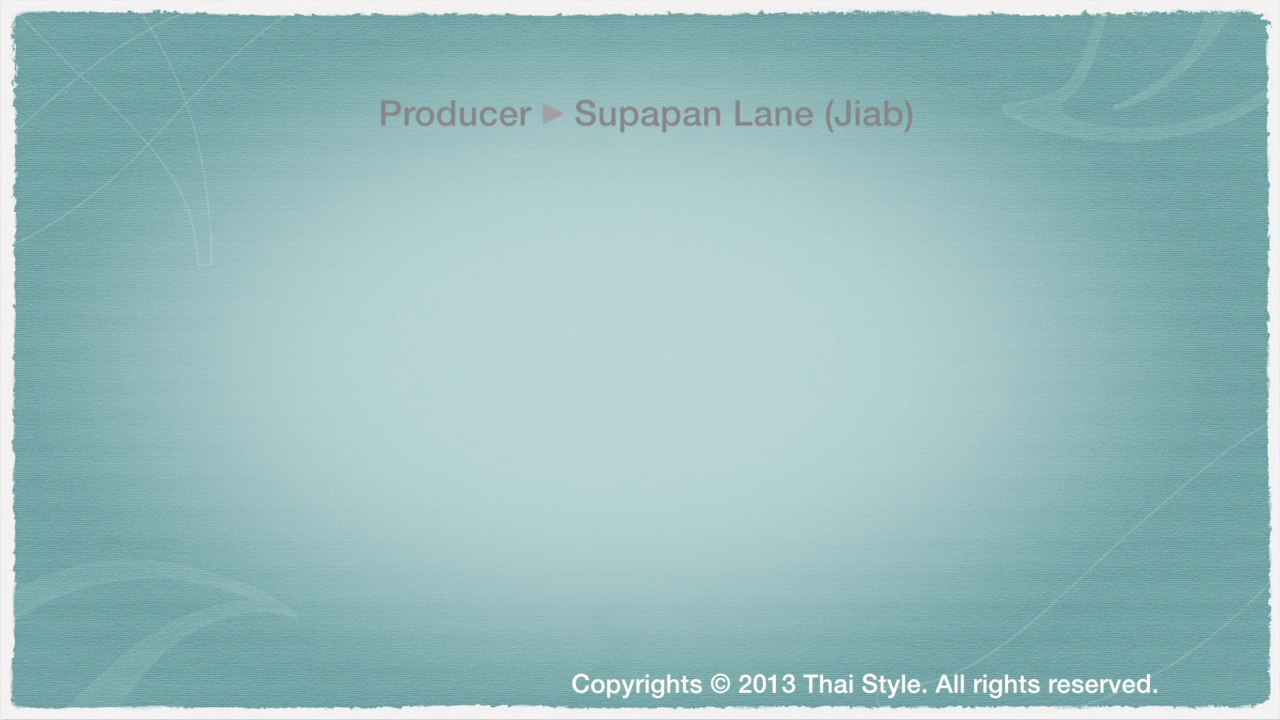 Producer ▶ Supapan Lane (Jiab)
Copyrights © 2013 Thai Style. All rights reserved.